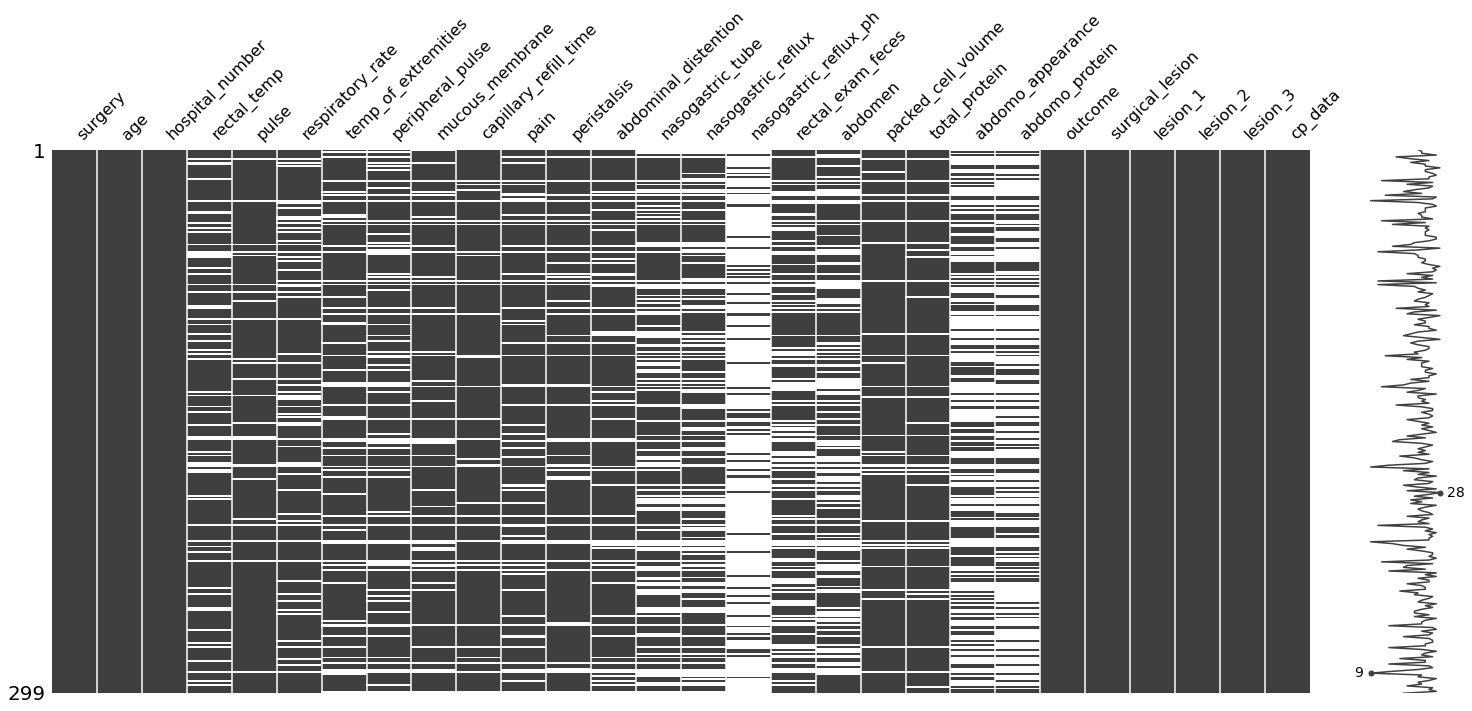 surgery
age
hospital_number
rectal_temp
pulse
respiratory_rate
temp_of_extremities
peripheral_pulse
mucous_membrane
capillary_refill_time
pain
peristalsis
abdominal_distention
nasogastric_tube
nasogastric_reflux
nasogastric_reflux_ph
rectal_exam_feces
abdomen
packed_cell_volume
total_protein
abdomo_appearance
abdomo_protein
outcome
surgical_lesion
lesion_1
lesion_2
lesion_3
cp_data
1
28
9
299